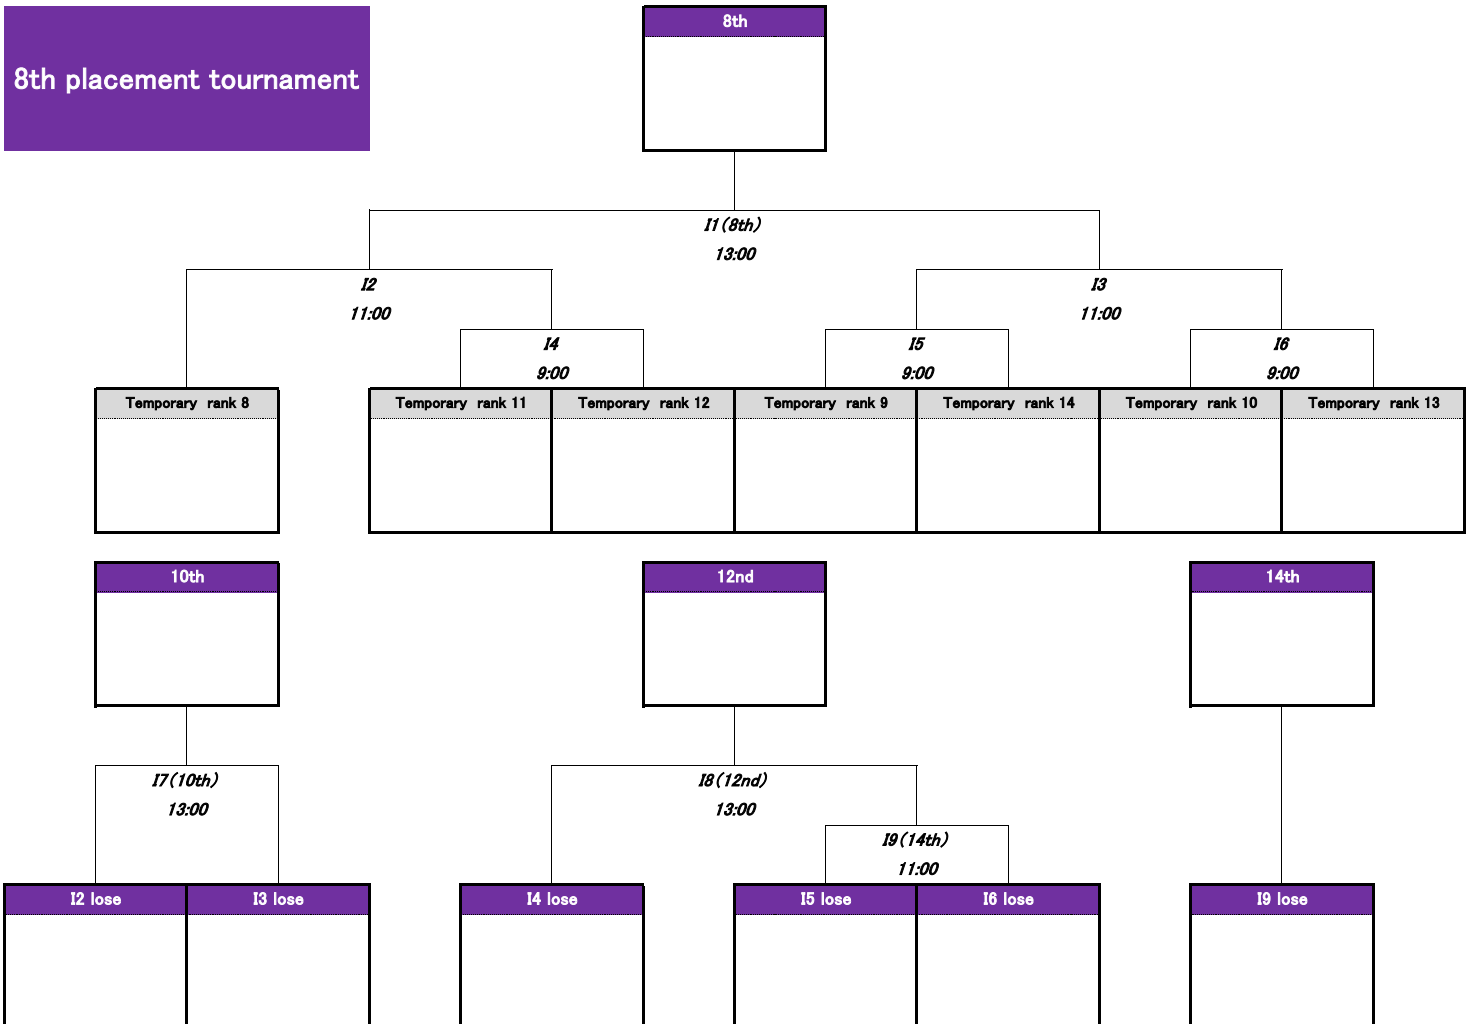 8th
8th placement tournament
I1(8th)
13:00
I2
I3
11:00
11:00
I4
I5
I6
9:00
9:00
9:00
Temporary rank 8
Temporary rank 11
Temporary rank 12
Temporary rank 9
Temporary rank 14
Temporary rank 10
Temporary rank 13
10th
12nd
14th
I7(10th)
I8(12nd)
13:00
13:00
I9(14th)
11:00
I2 lose
I3 lose
I4 lose
I5 lose
I6 lose
I9 lose